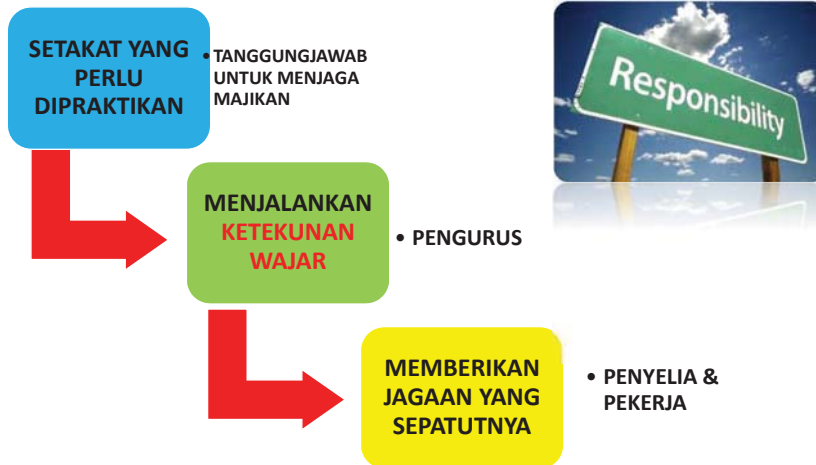 SETAKAT YANG
PERLU
DIPRAKTIKAN
• TANGGUNGJAWAB
UNTUK MENJAGA
MAJIKAN
Responsibility
MENJALANKAN
KETEKUNAN
WAJAR
• PENGURUS
MEMBERIKAN
JAGAAN YANG
SEPATUTNYA
• PENYELIA &
PEKERJA